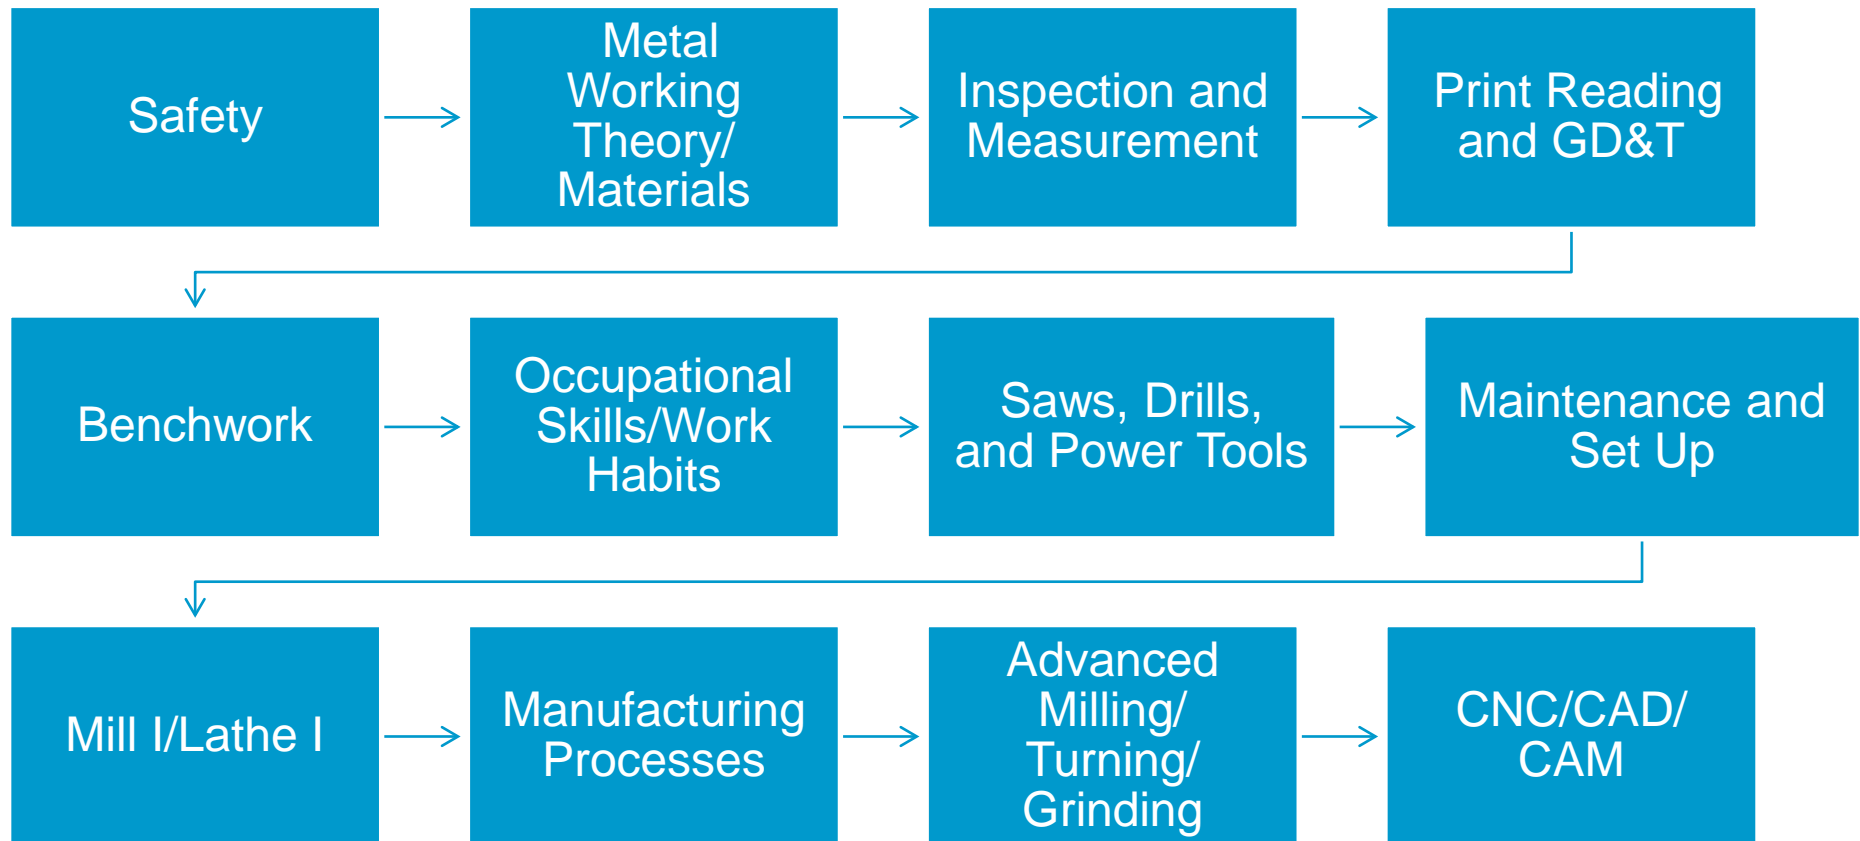 Safety
Metal
Working
Theory/
Materials
Inspection and
Measurement
Print Reading
and GD&T
Benchwork
Occupational
Skills/Work
Habits
Saws, Drills,
and Power Tools
Maintenance and
Set Up
Mill I/Lathe I
Manufacturing
Processes
Advanced
Milling/
Turning/
Grinding
CNC/CAD/
CAM